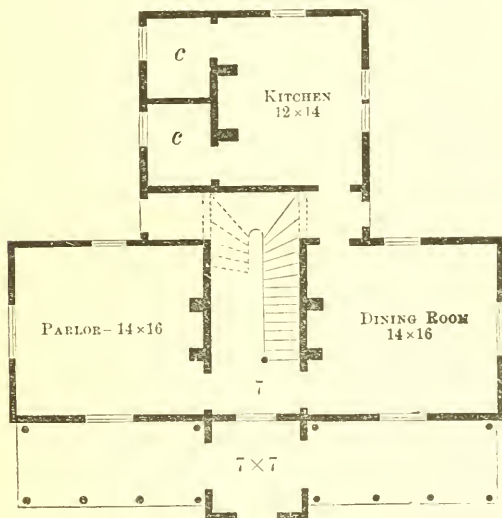 c
KITCHEN
12×14
c
PARLOR–14×16
DINING ROOM
14×16
7
7×7